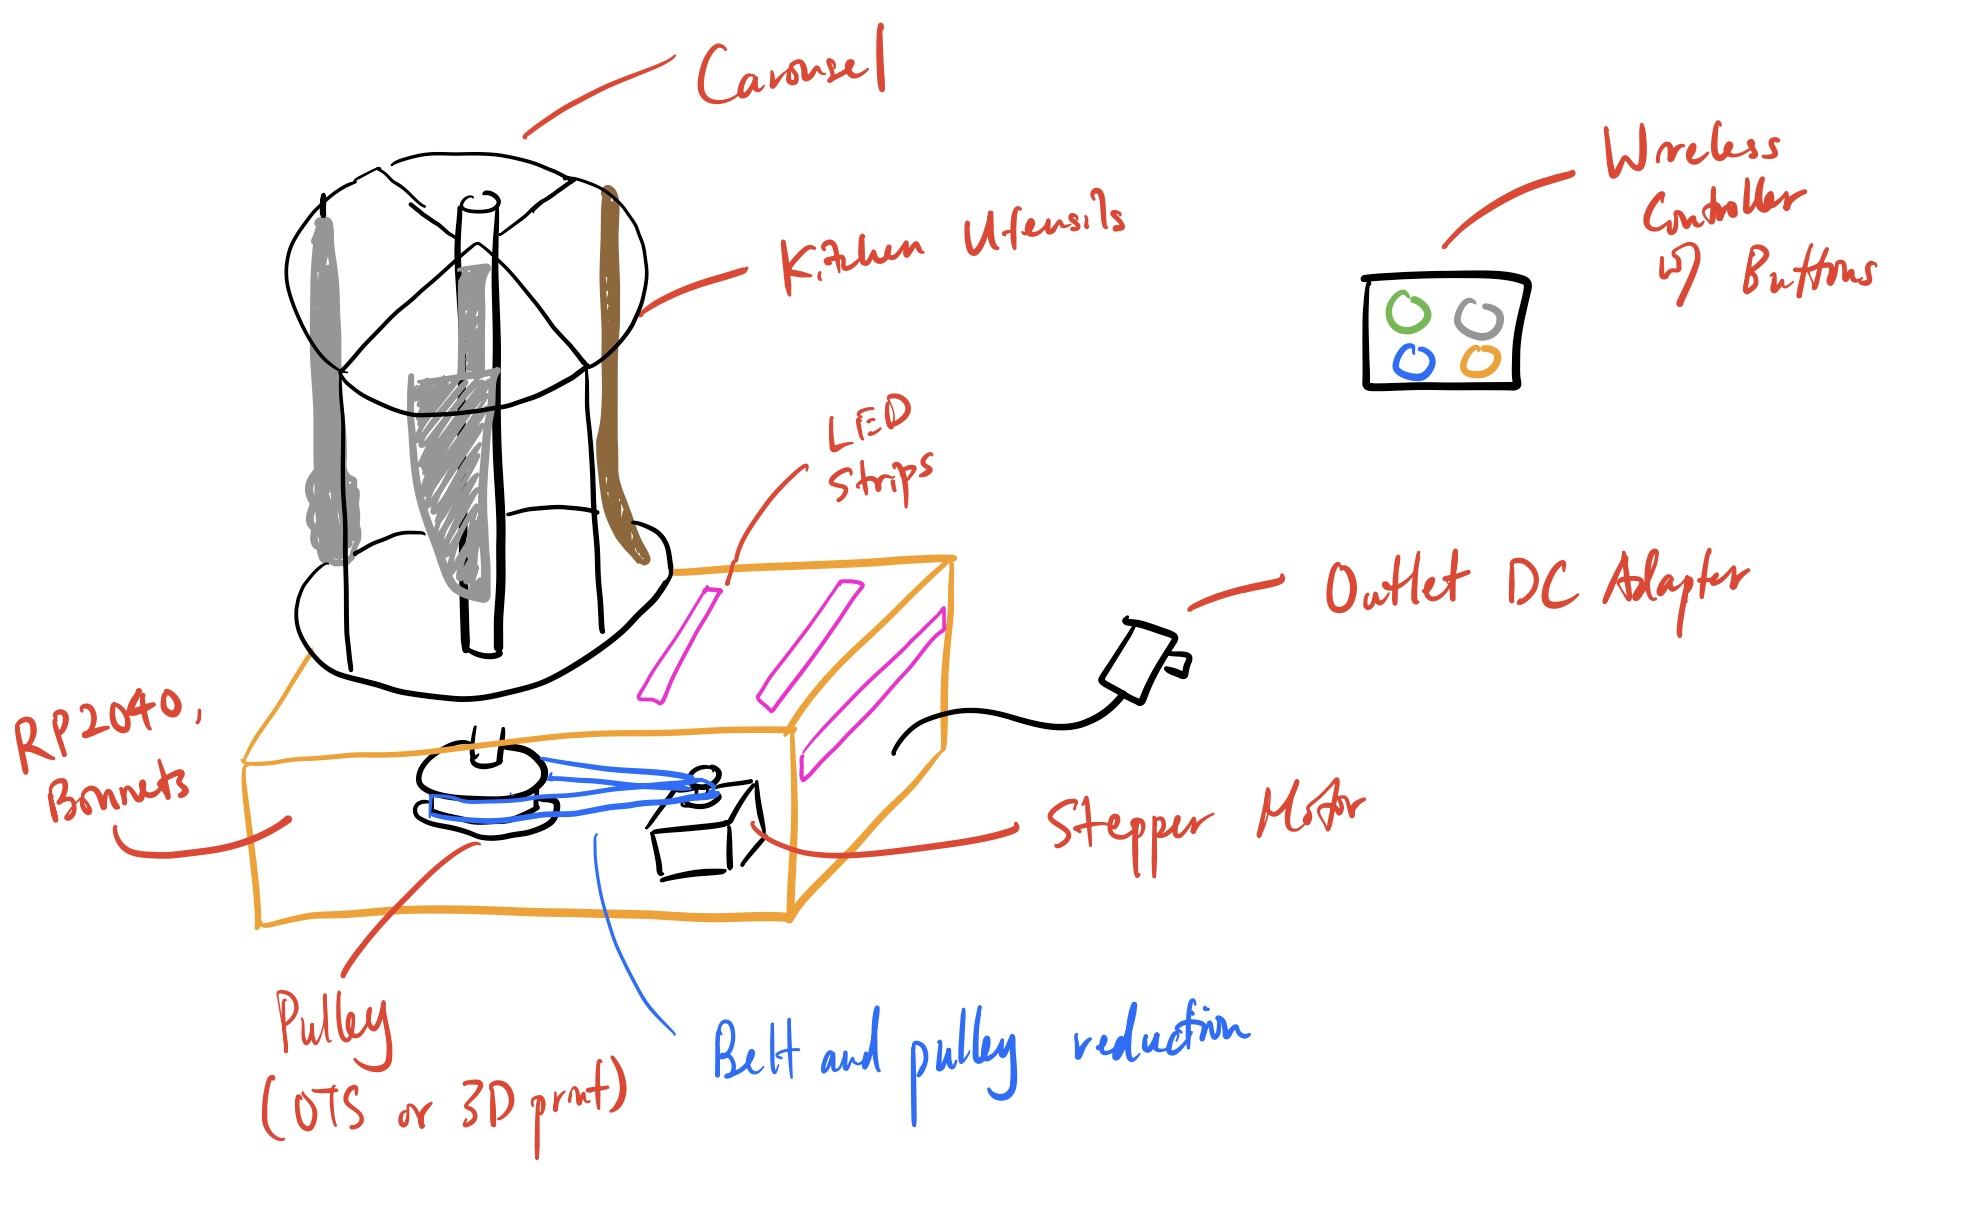 Carousel
Wireless
Controller
w/ Buttons
Kitchen Utensils
LED
Strips
Outlet DC Adapter
RP2040,
Bonnets
Stepper Motor
Pulley
(OTS or 3D print)
Belt and pulley reduction